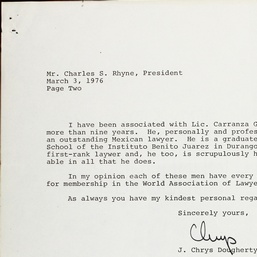 Mr. Charles S. Rhyne, President
March 3, 1976
Page Two
I have been associated with Lic. Carranza G
more than nine years. He, personally and profes
an outstanding Mexican lawyer. He is a graduate
School of the Instituto Benito Juarez in Durango
first-rank laywer and, he too, is scrupulously h
able in all that he does.
In my opinion each of these men have every
for membership in the World Association of Lawye
As always you have my kindest personal rega
Sincerely yours,
Chrys
J. Chrys Dougherty